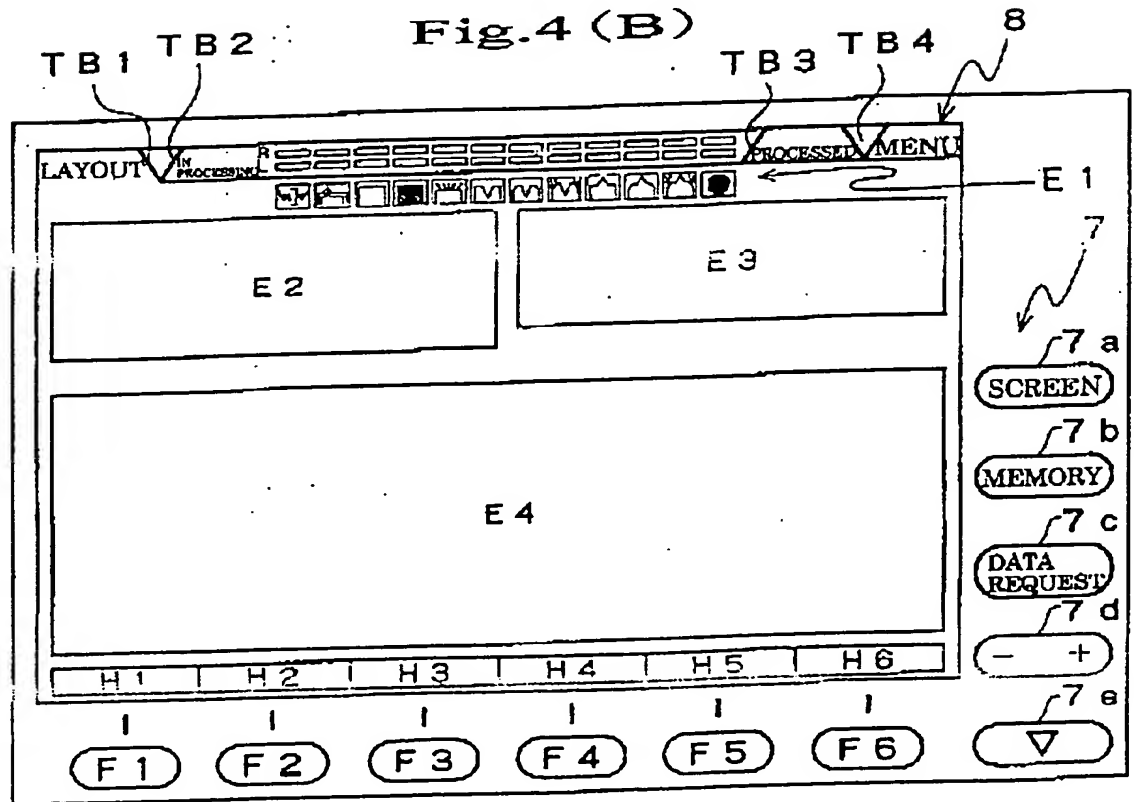 Fig.4 (B)
TB1
TB2
TB3
TB4
8
LAYOUT
IN PROCESSING
R
L
PROCESSED
MENU
E1
E2
E3
7
7a
SCREEN
7b
MEMORY
E4
7c
DATA
REQUEST
7d
- +
H1 H2 H3 H4 H5 H6
7e
F1 F2 F3 F4 F5 F6
▽